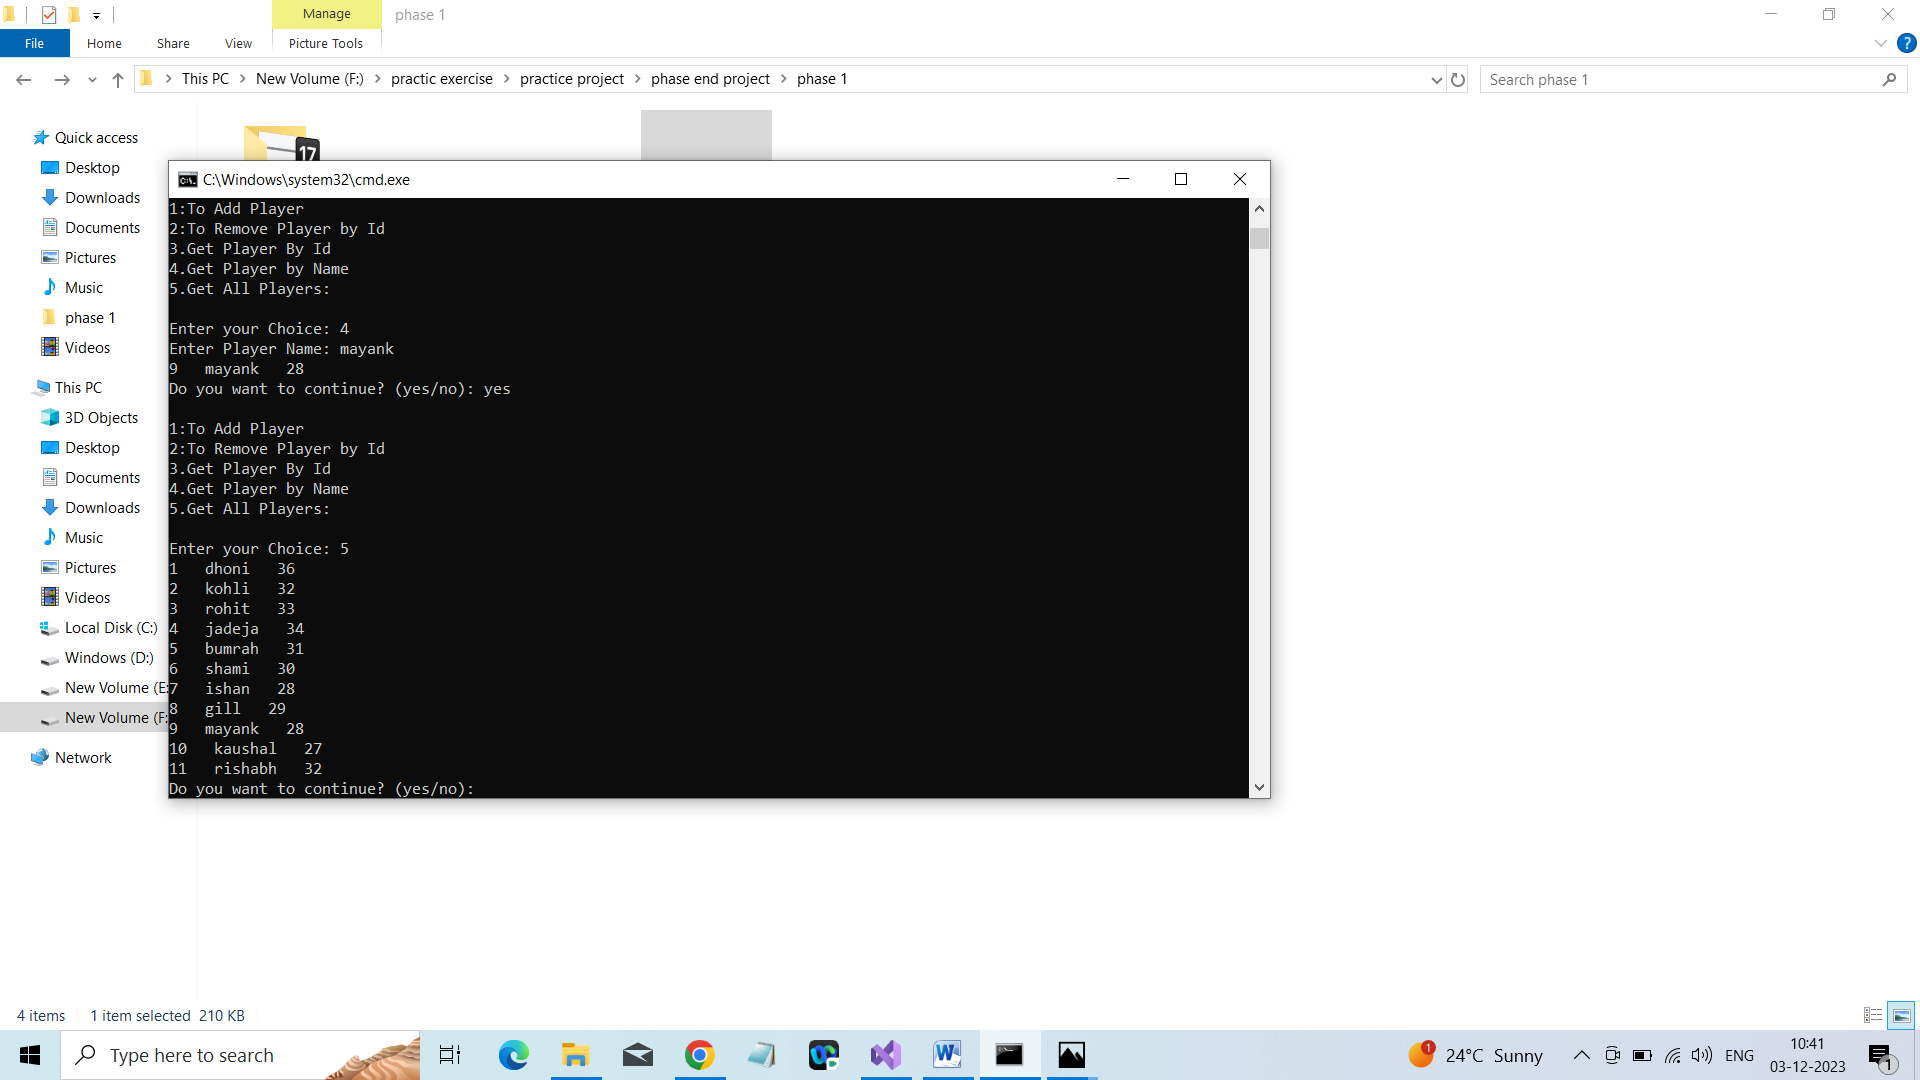 Manage
phase 1
File
Home
Share
View
Picture Tools
?
This PC
New Volume (F:)
practic exercise
practice project
phase end project
phase 1
Search phase 1
Quick access
Desktop
Downloads
Documents
Pictures
Music
phase 1
Videos
This PC
3D Objects
Desktop
Documents
Downloads
Music
Pictures
Videos
Local Disk (C:)
Windows (D:)
New Volume (E:
New Volume (F:
Network
17
C:\Windows\system32\cmd.exe
1:To Add Player
2:To Remove Player by Id
3.Get Player By Id
4.Get Player by Name
5.Get All Players:
Enter your Choice: 4
Enter Player Name: mayank
9   mayank   28
Do you want to continue? (yes/no): yes
1:To Add Player
2:To Remove Player by Id
3.Get Player By Id
4.Get Player by Name
5.Get All Players:
Enter your Choice: 5
1   dhoni   36
2   kohli   32
3   rohit   33
4   jadeja   34
5   bumrah   31
6   shami   30
7   ishan   28
8   gill   29
9   mayank   28
10   kaushal   27
11   rishabh   32
Do you want to continue? (yes/no):
4 items
1 item selected  210 KB
Type here to search
1
24°C  Sunny
ENG
10:41
03-12-2023
1